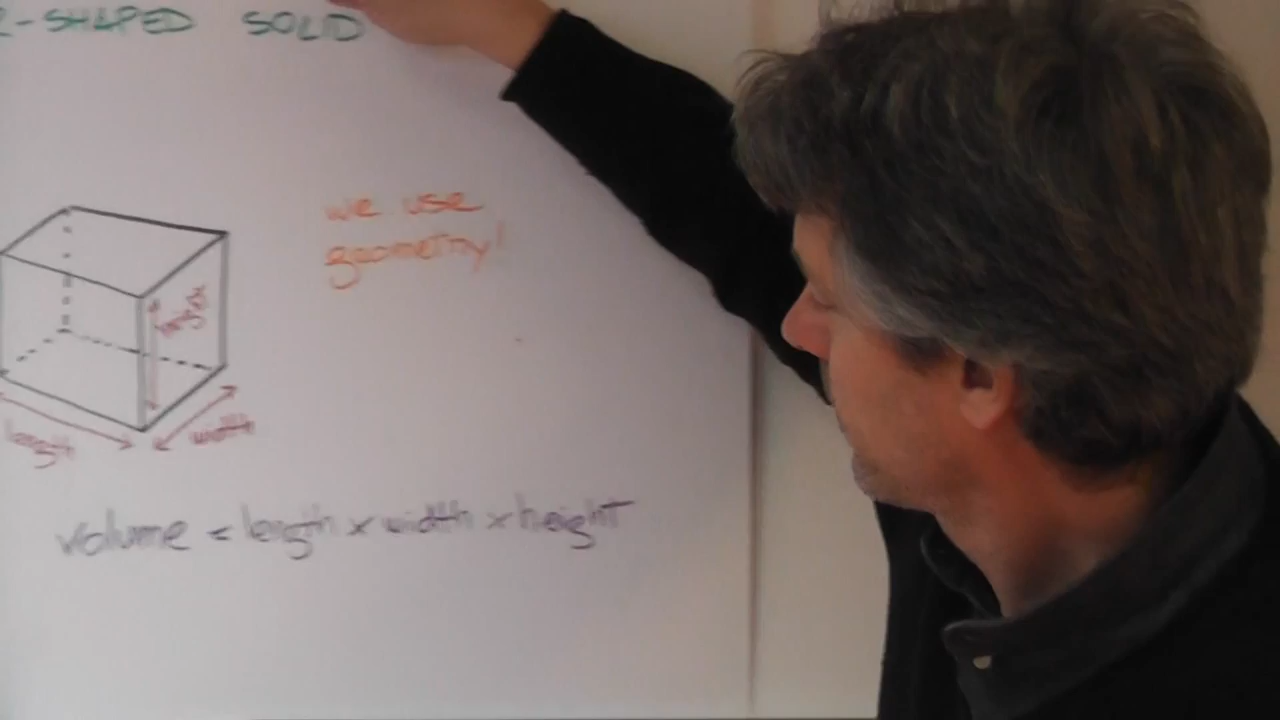 -SHAPED SOLID
we use
geometry!
height
length
width
volume = length x width x height